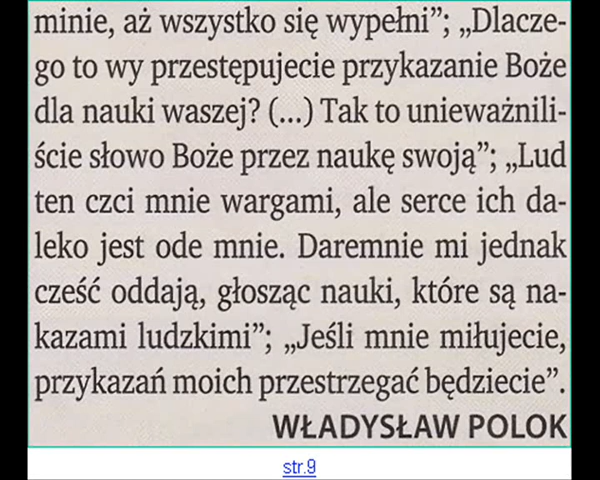 minie, aż wszystko się wypełni”; „Dlacze-
go to wy przestępujecie przykazanie Boże
dla nauki waszej? (...) Tak to unieważnili-
ście słowo Boże przez naukę swoją”; „Lud
ten czci mnie wargami, ale serce ich da-
leko jest ode mnie. Daremnie mi jednak
cześć oddają, głosząc nauki, które są na-
kazami ludzkimi”; „Jeśli mnie miłujecie,
przykazań moich przestrzegać będziecie”.
WŁADYSŁAW POLOK
str.9